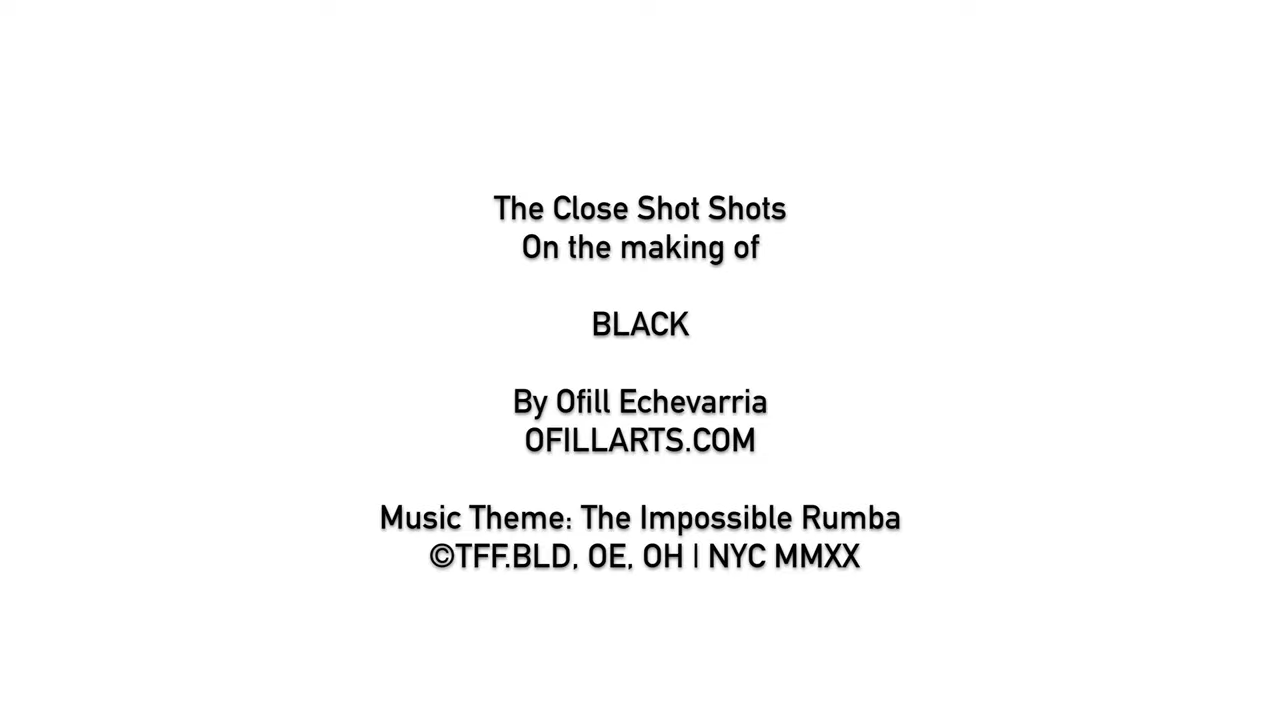 The Close Shot Shots
On the making of
BLACK
By Ofill Echevarria
OFILLARTS.COM
Music Theme: The Impossible Rumba
©TFF.BLD, OE, OH | NYC MMXX